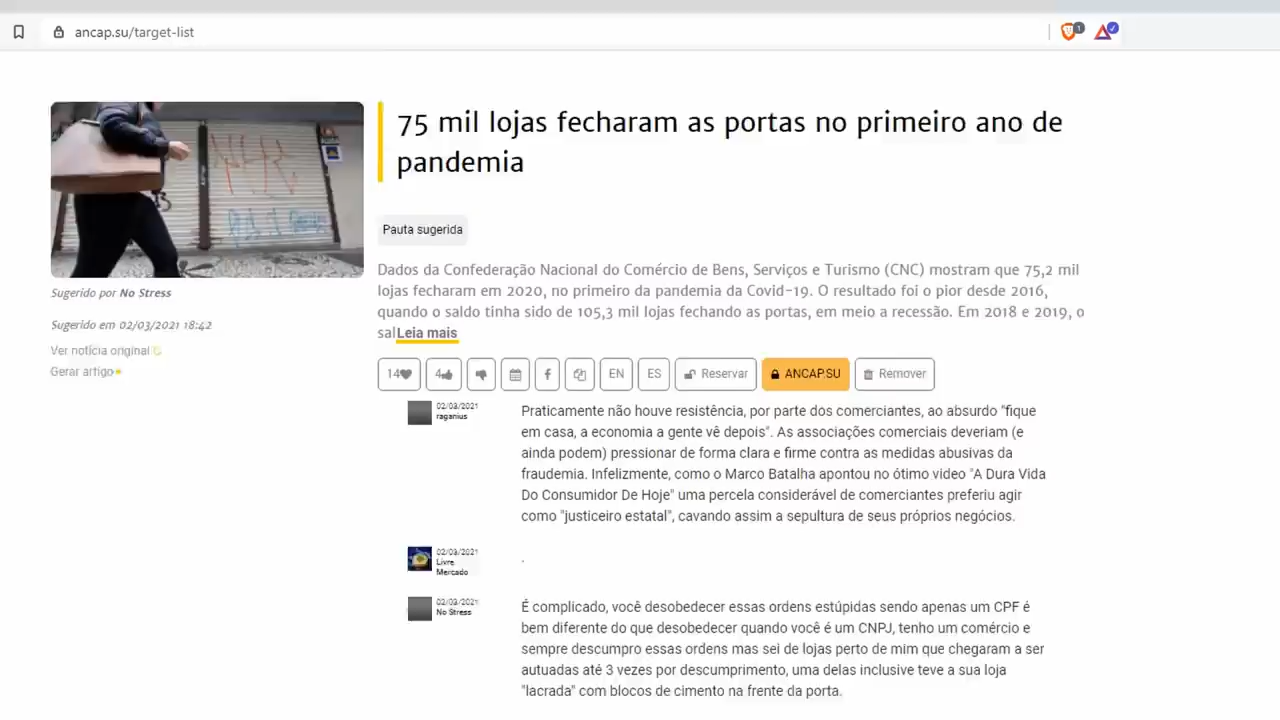 ancap.su/target-list
1
75 mil lojas fecharam as portas no primeiro ano de
pandemia
Pauta sugerida
Dados da Confederação Nacional do Comércio de Bens, Serviços e Turismo (CNC) mostram que 75,2 mil
lojas fecharam em 2020, no primeiro da pandemia da Covid-19. O resultado foi o pior desde 2016,
quando o saldo tinha sido de 105,3 mil lojas fechando as portas, em meio a recessão. Em 2018 e 2019, o
salLeia mais
Sugerido por No Stress
Sugerido em 02/03/2021 18:42
Ver notícia original
Gerar artigo
14 4 EN ES Reservar ANCAP.SU Remover
02/03/2021
raganius
Praticamente não houve resistência, por parte dos comerciantes, ao absurdo "fique
em casa, a economia a gente vê depois". As associações comerciais deveriam (e
ainda podem) pressionar de forma clara e firme contra as medidas abusivas da
fraudemia. Infelizmente, como o Marco Batalha apontou no ótimo video "A Dura Vida
Do Consumidor De Hoje" uma percela considerável de comerciantes preferiu agir
como "justiceiro estatal", cavando assim a sepultura de seus próprios negócios.
02/03/2021
Livre
Mercado
.
02/03/2021
No Stress
É complicado, você desobedecer essas ordens estúpidas sendo apenas um CPF é
bem diferente do que desobedecer quando você é um CNPJ, tenho um comércio e
sempre descumpro essas ordens mas sei de lojas perto de mim que chegaram a ser
autuadas até 3 vezes por descumprimento, uma delas inclusive teve a sua loja
"lacrada" com blocos de cimento na frente da porta.